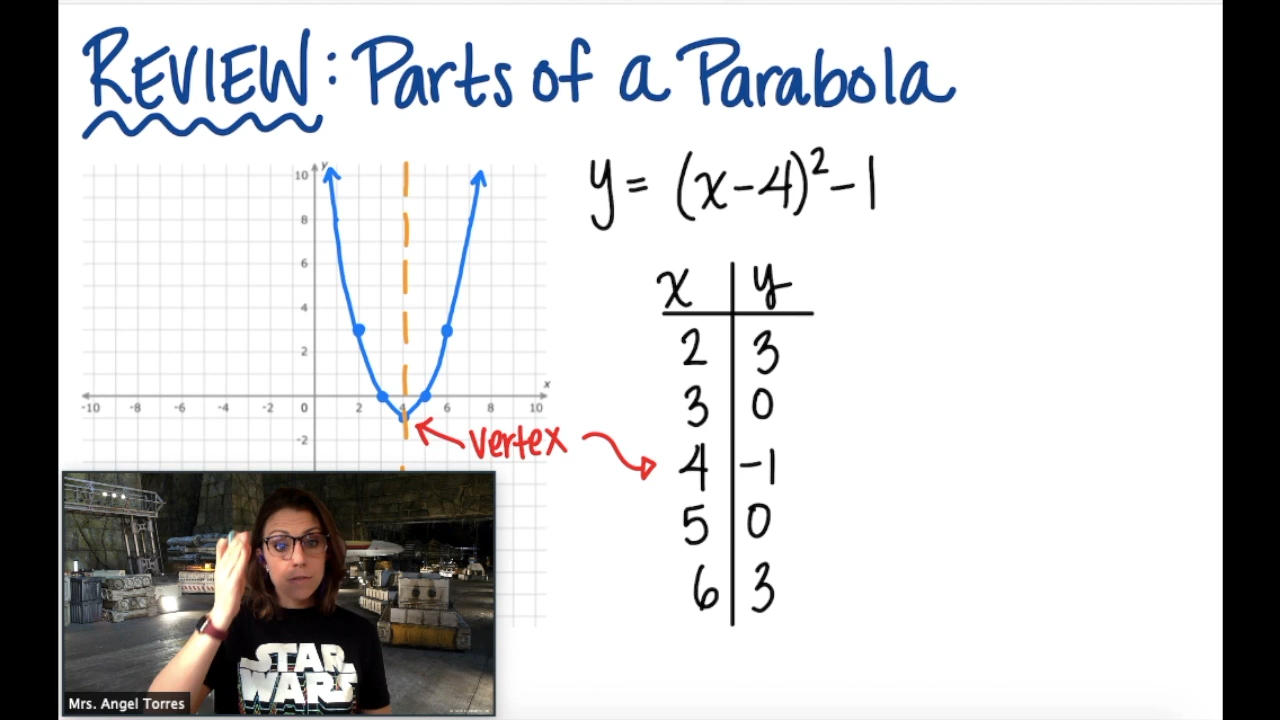 REVIEW: Parts of a Parabola
y = (x-4)²-1
y
10
8
6
4
2
x
-10 -8 -6 -4 -2 0 2 4 6 8 10
-2
vertex
x y
2 3
3 0
4 -1
5 0
6 3
STAR
WARS
Mrs. Angel Torres